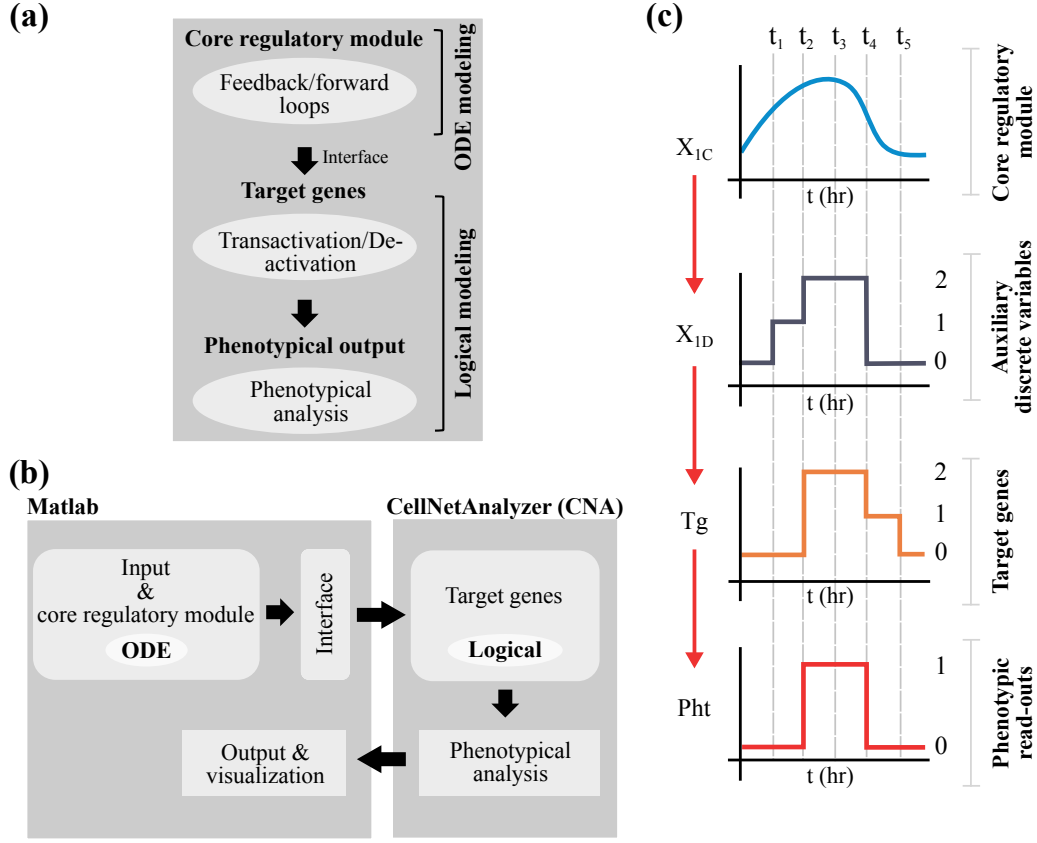 (a)
Core regulatory module
Feedback/forward
loops
ODE modeling
Interface
Target genes
Transactivation/De-
activation
Phenotypical output
Phenotypical
analysis
Logical modeling
(b)
Matlab
CellNetAnalyzer (CNA)
Input
&
core regulatory module
ODE
Interface
Target genes
Logical
Output &
visualization
Phenotypical
analysis
(c)
t1 t2 t3 t4 t5
X1C
t (hr)
Core regulatory
module
X1D
2
1
0
t (hr)
Auxiliary
discrete variables
Tg
2
1
0
t (hr)
Target genes
Pht
1
0
t (hr)
Phenotypic
read-outs